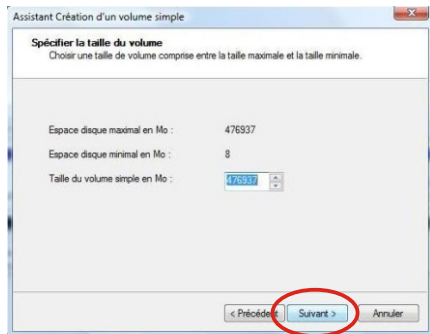 Assistant Création d'un volume simple
Spécifier la taille du volume
Choisir une taille de volume comprise entre la taille maximale et la taille minimale.
Espace disque maximal en Mo : 476937
Espace disque minimal en Mo : 8
Taille du volume simple en Mo : 476937
< Précédent Suivant > Annuler